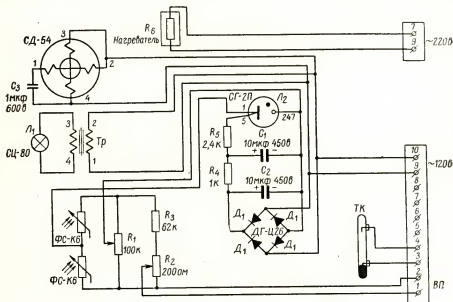 R6
Нагреватель
7
9
~220В
СД-54
3
1
2
4
С3
1мкф
600В
Л1
СЦ-80
3
2
4
1
Тр
СГ-2П
Л2
1
5
247
R5
2,4к
С1
10мкф 450В
+
-
R4
1к
С2
10мкф 450В
+
-
Д1
Д1
ДГ-Ц26
Д1
Д1
ФС-К6
ФС-К6
R1
100к
R3
62к
R2
200ом
ТК
10
9
8
7
6
5
4
3
2
1
~120В
ВП